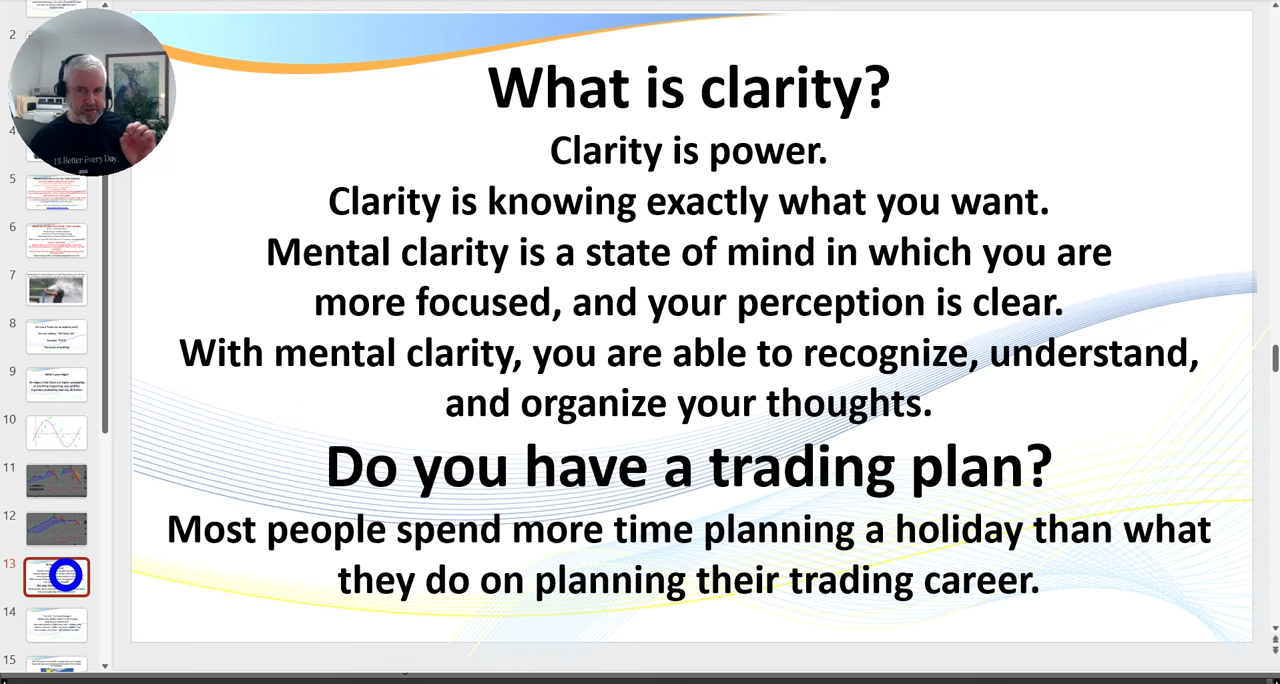 What is clarity?
Clarity is power.
Clarity is knowing exactly what you want.
Mental clarity is a state of mind in which you are
more focused, and your perception is clear.
With mental clarity, you are able to recognize, understand,
and organize your thoughts.
Do you have a trading plan?
Most people spend more time planning a holiday than what
they do on planning their trading career.
1% Better Every Day.
2
4
5
6
7
8
9
10
11
12
13
14
15